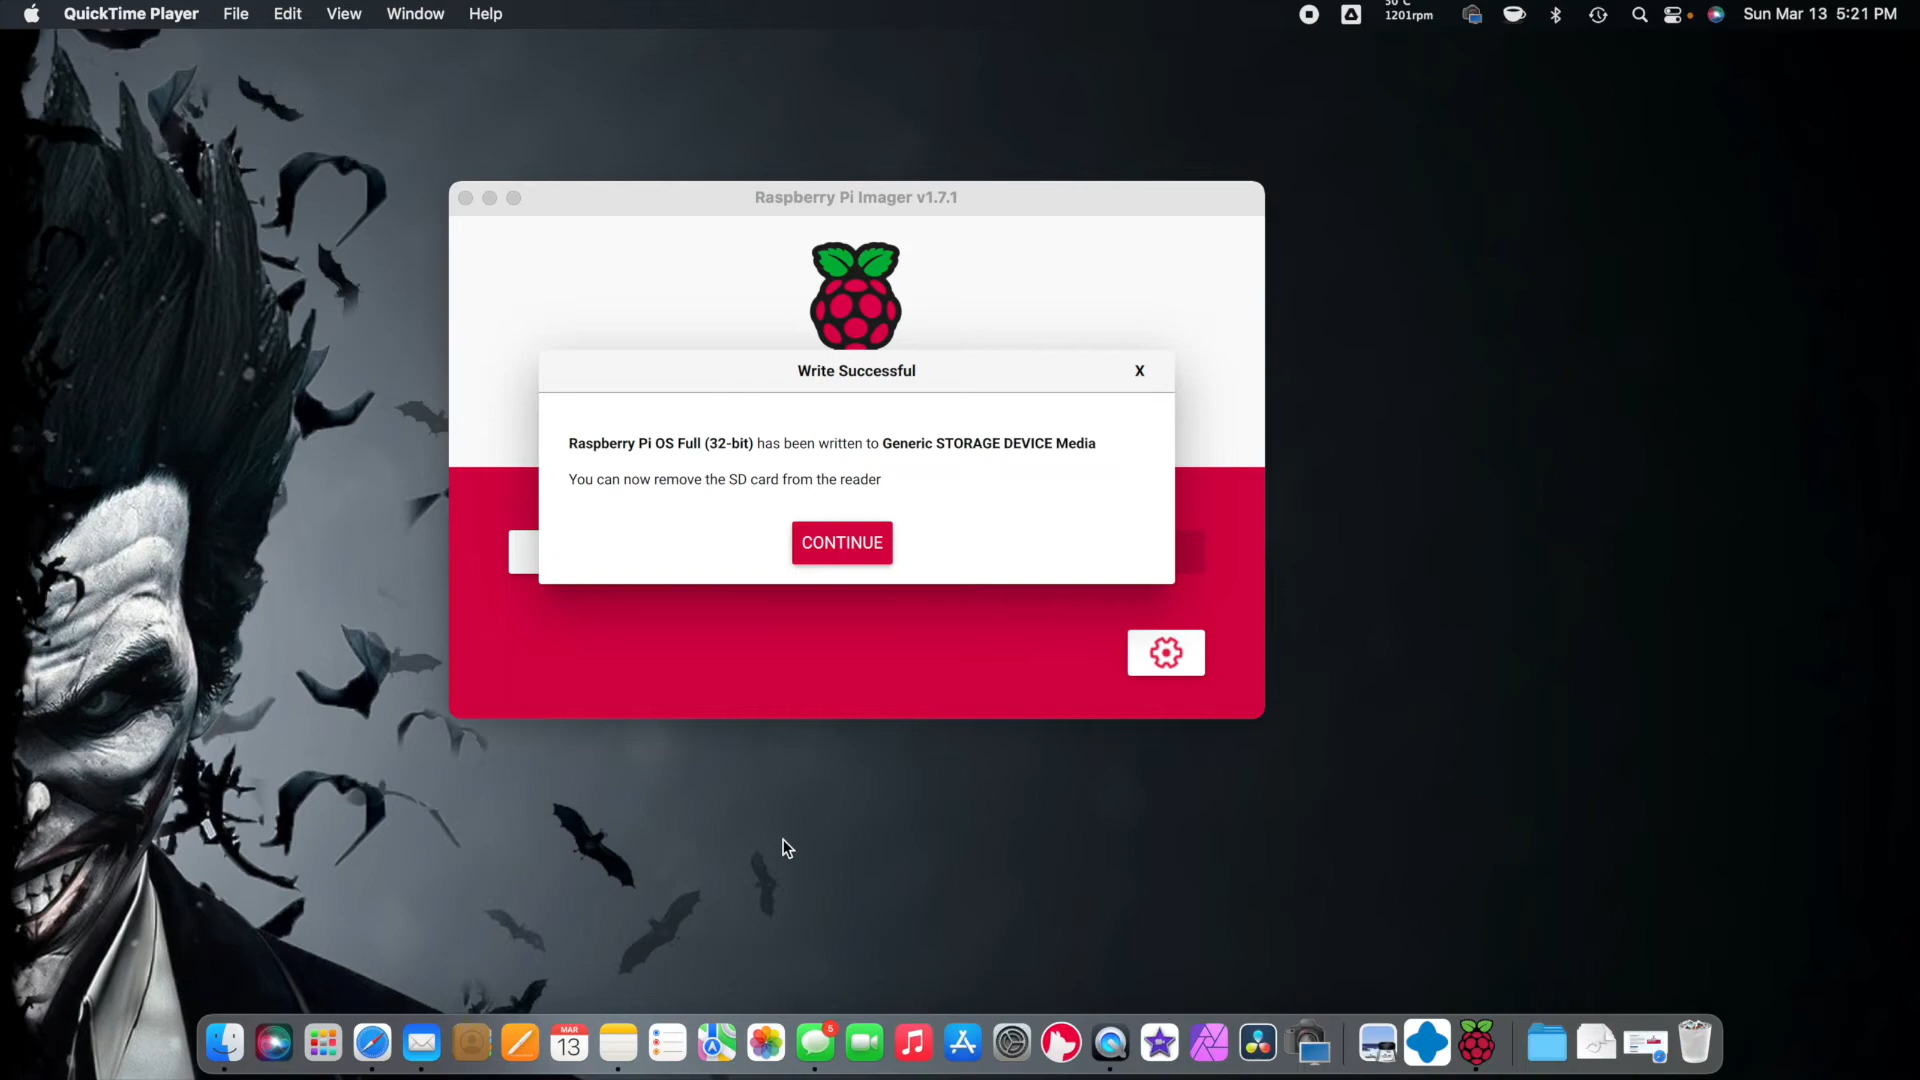 QuickTime Player File Edit View Window Help
1201rpm
Sun Mar 13 5:21 PM
Raspberry Pi Imager v1.7.1
Write Successful X
Raspberry Pi OS Full (32-bit) has been written to Generic STORAGE DEVICE Media
You can now remove the SD card from the reader
CONTINUE
MAR
13
5